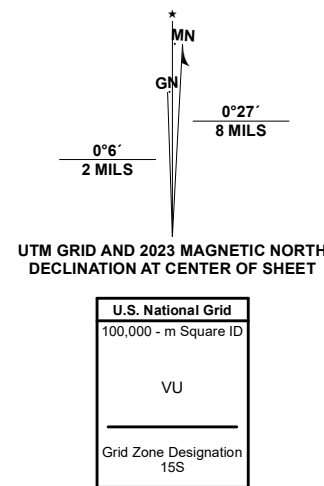 ★
MN
GN
0°27´
8 MILS
0°6´
2 MILS
UTM GRID AND 2023 MAGNETIC NORTH
DECLINATION AT CENTER OF SHEET
U.S. National Grid
100,000 - m Square ID
VU
Grid Zone Designation
15S